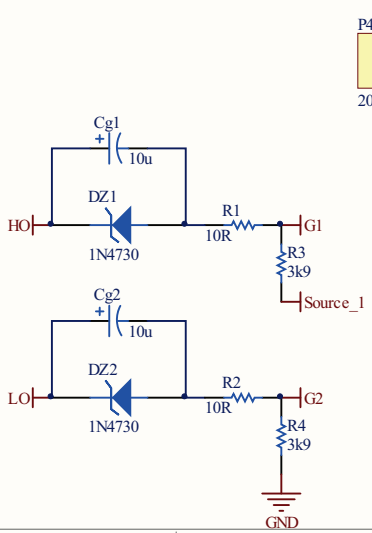 P4
20
Cg1
+
10u
DZ1
HO
R1
G1
10R
1N4730
R3
3k9
Source_1
Cg2
+
10u
DZ2
LO
R2
G2
10R
1N4730
R4
3k9
GND